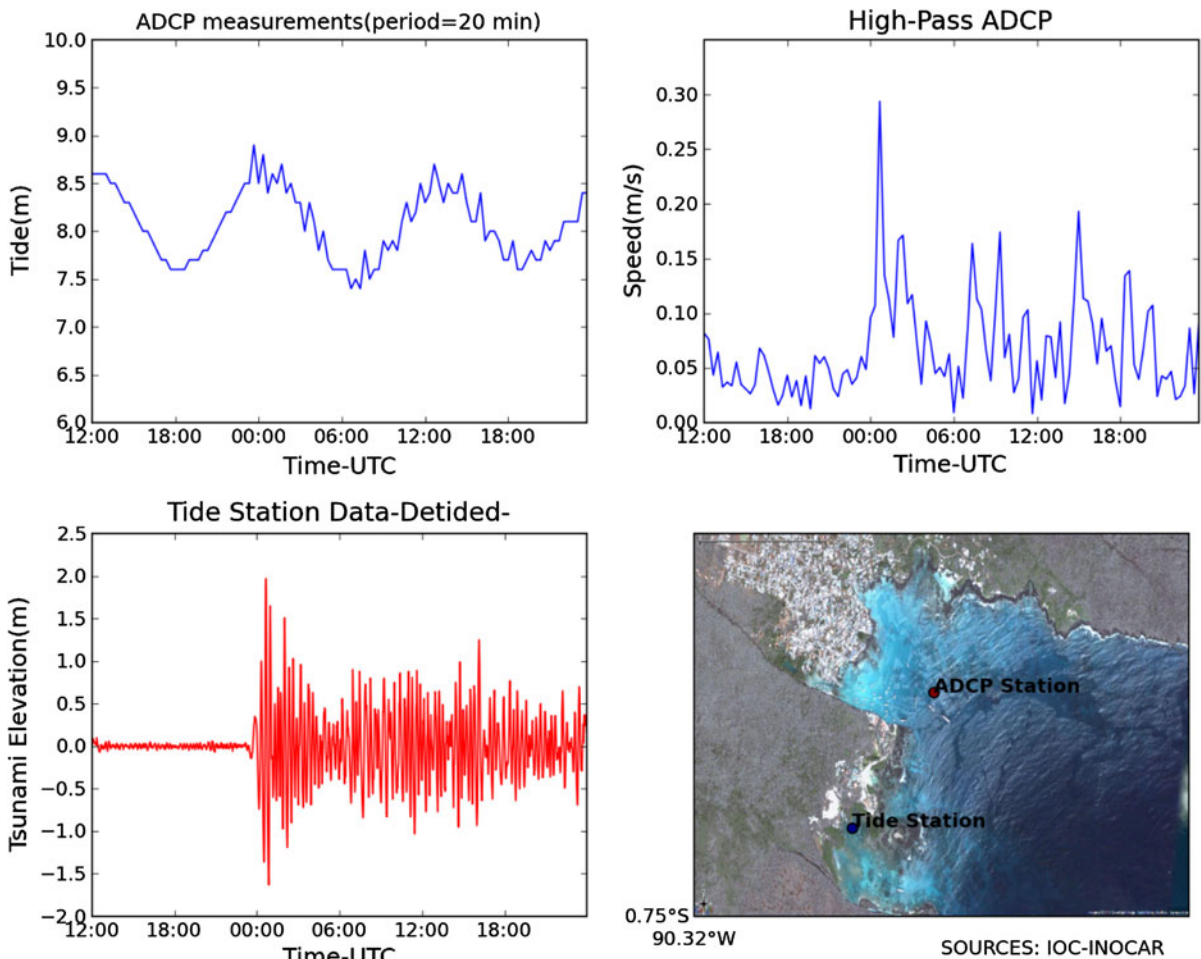 ADCP measurements(period=20 min)
10.0
9.5
9.0
8.5
8.0
7.5
7.0
6.5
6.0
Tide(m)
12:00 18:00 00:00 06:00 12:00 18:00
Time-UTC
High-Pass ADCP
0.30
0.25
0.20
0.15
0.10
0.05
0.00
Speed(m/s)
12:00 18:00 00:00 06:00 12:00 18:00
Time-UTC
Tide Station Data-Detided-
2.5
2.0
1.5
1.0
0.5
0.0
−0.5
−1.0
−1.5
−2.0
Tsunami Elevation(m)
12:00 18:00 00:00 06:00 12:00 18:00
Time-UTC
ADCP Station
Tide Station
0.75°S
90.32°W
SOURCES: IOC-INOCAR